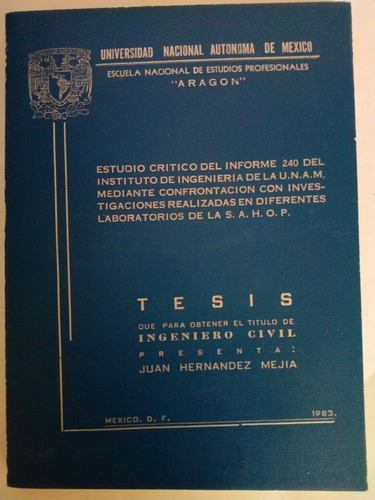 UNIVERSIDAD NACIONAL AUTONOMA DE MEXICO
ESCUELA NACIONAL DE ESTUDIOS PROFESIONALES
"ARAGON"
ESTUDIO CRITICO DEL INFORME 240 DEL
INSTITUTO DE INGENIERIA DE LA U.N.A.M,
MEDIANTE CONFRONTACION CON INVES-
TIGACIONES REALIZADAS EN DIFERENTES
LABORATORIOS DE LA S. A. H. O. P.
TESIS
QUE PARA OBTENER EL TITULO DE
INGENIERO CIVIL
PRESENTA:
JUAN HERNANDEZ MEJIA
MEXICO, D. F.
1983.